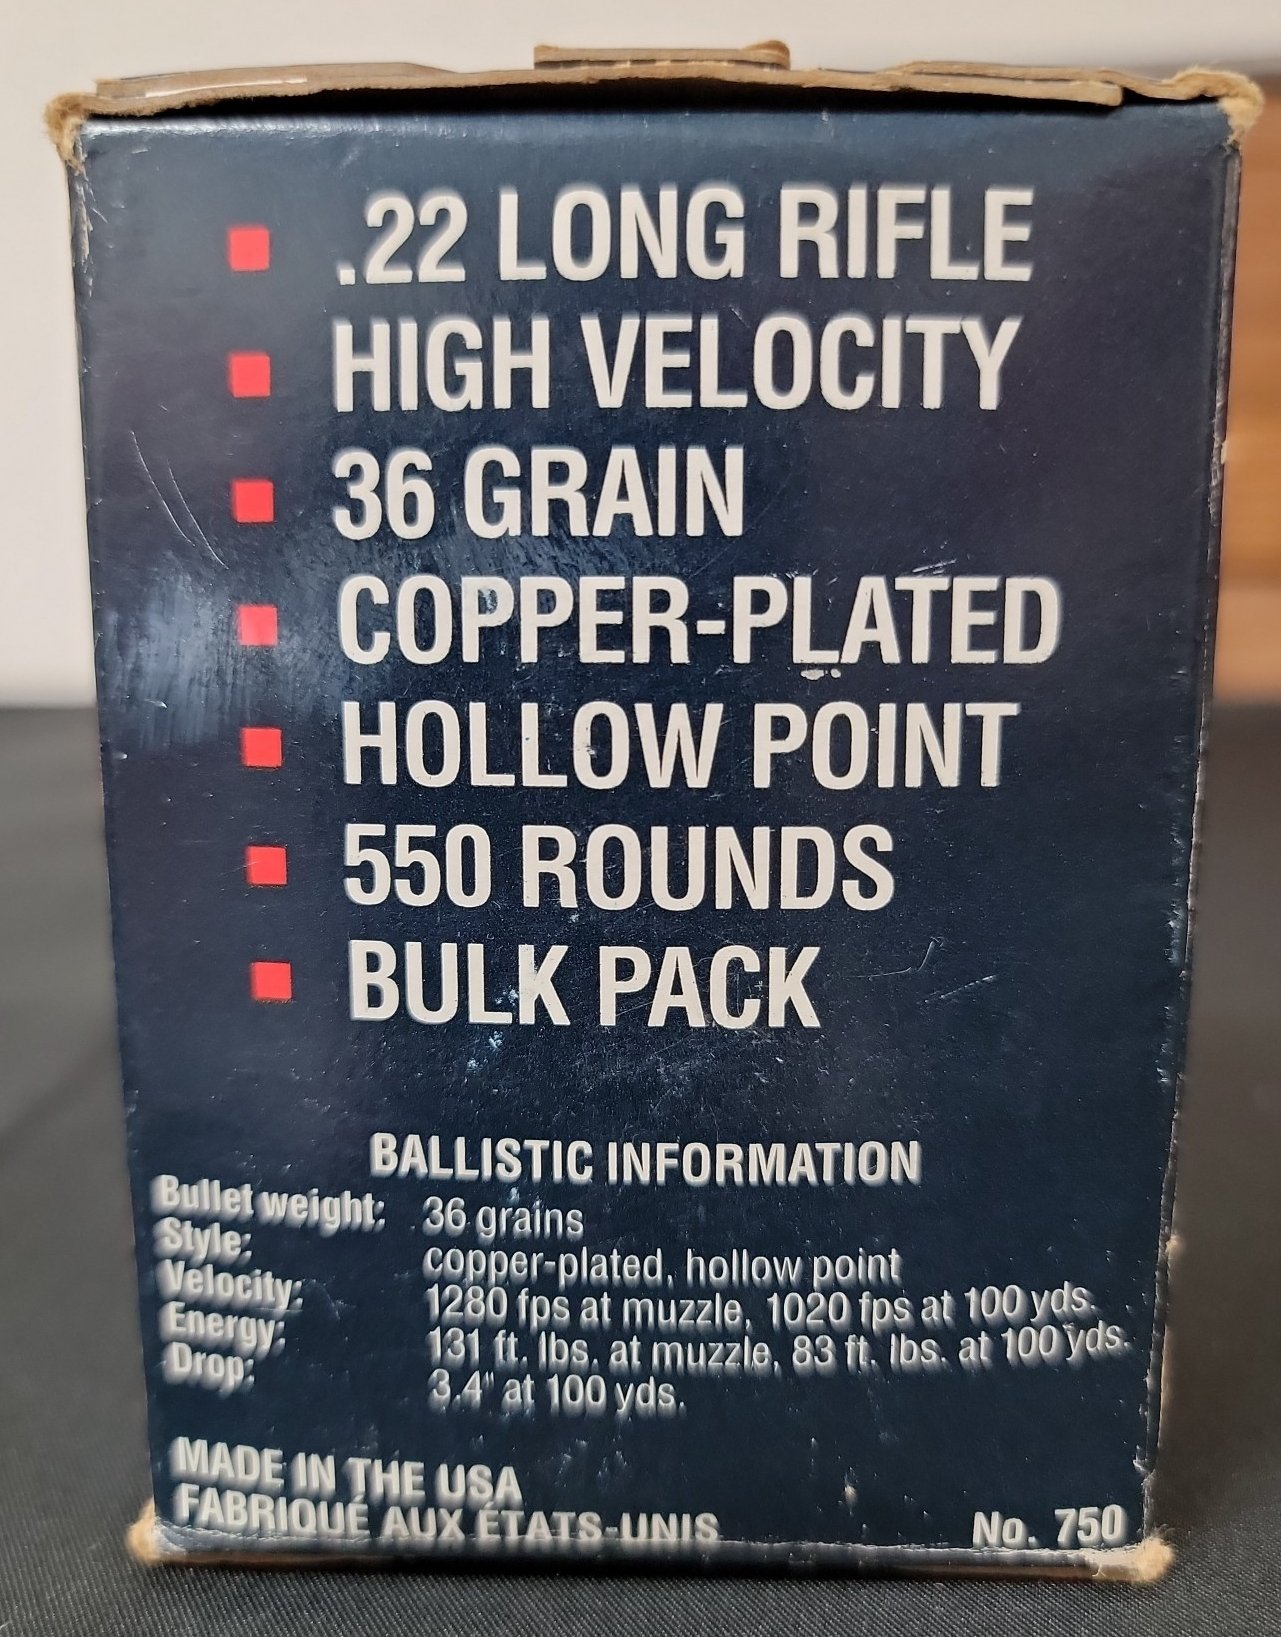 .22 LONG RIFLE
HIGH VELOCITY
36 GRAIN
COPPER-PLATED
HOLLOW POINT
550 ROUNDS
BULK PACK
BALLISTIC INFORMATION
Bullet weight: 36 grains
Style: copper-plated, hollow point
Velocity: 1280 fps at muzzle, 1020 fps at 100 yds.
Energy: 131 ft. lbs. at muzzle, 83 ft. lbs. at 100 yds.
Drop: 3.4" at 100 yds.
MADE IN THE USA
FABRIQUÉ AUX ÉTATS-UNIS No. 750